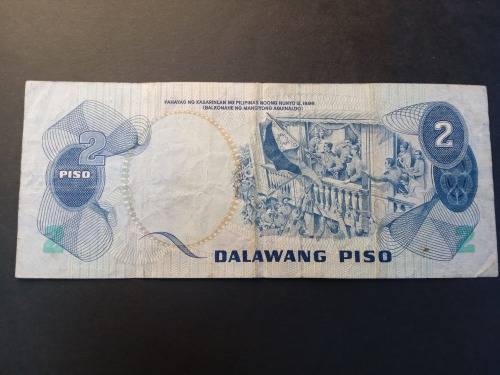 PAHAYAG NG KASARINLAN NG PILIPINAS NOONG HUNYO 12, 1898
(BALKONAHE NG MANSIYONG AGUINALDO)
2
PISO
2
2
2
DALAWANG PISO